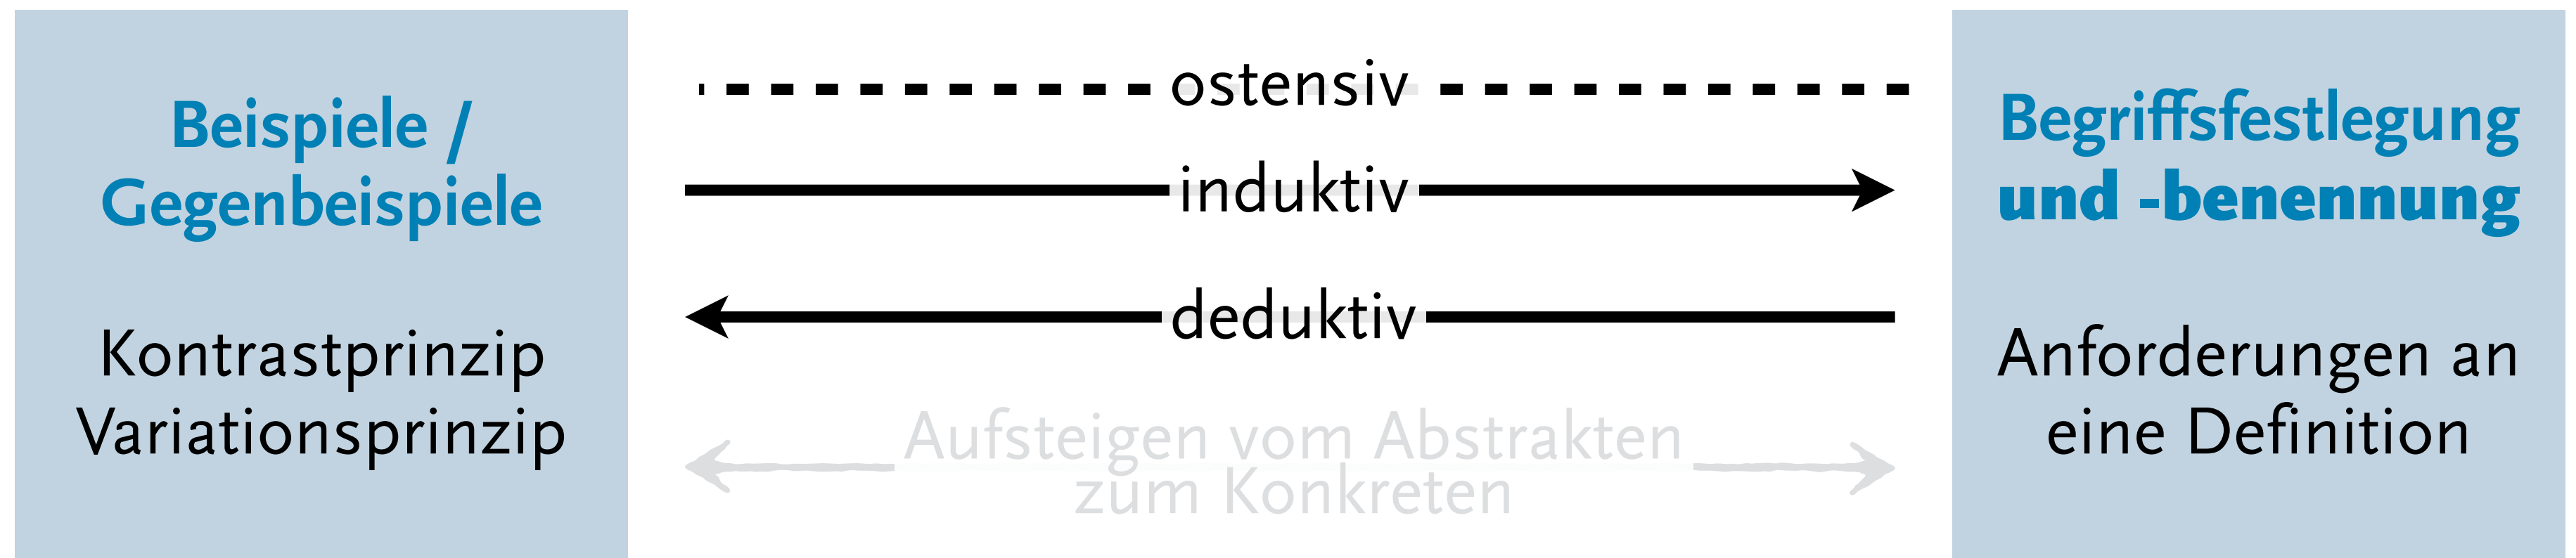 Beispiele /
Gegenbeispiele
Kontrastprinzip
Variationsprinzip
ostensiv
induktiv
deduktiv
Aufsteigen vom Abstrakten
zum Konkreten
Begriffsfestlegung
und -benennung
Anforderungen an
eine Definition